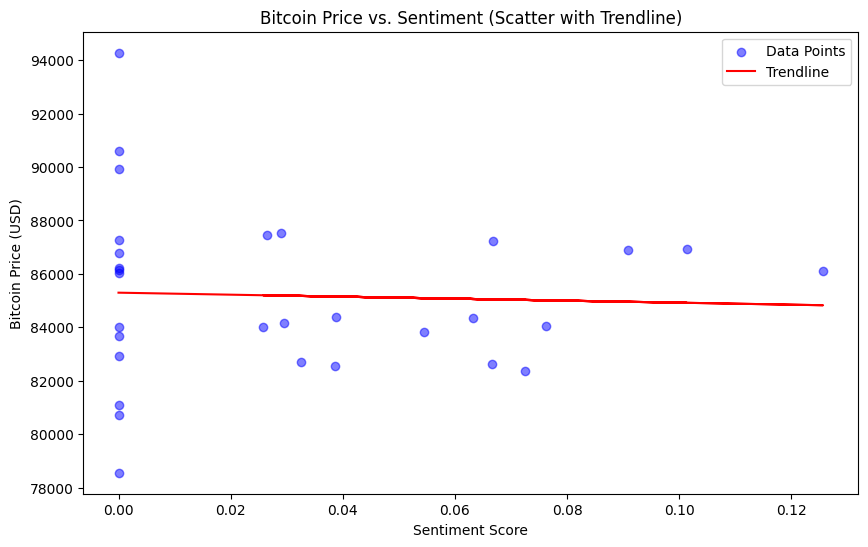 Bitcoin Price vs. Sentiment (Scatter with Trendline)
Data Points
Trendline
94000
92000
90000
88000
86000
84000
82000
80000
78000
Bitcoin Price (USD)
0.00 0.02 0.04 0.06 0.08 0.10 0.12
Sentiment Score